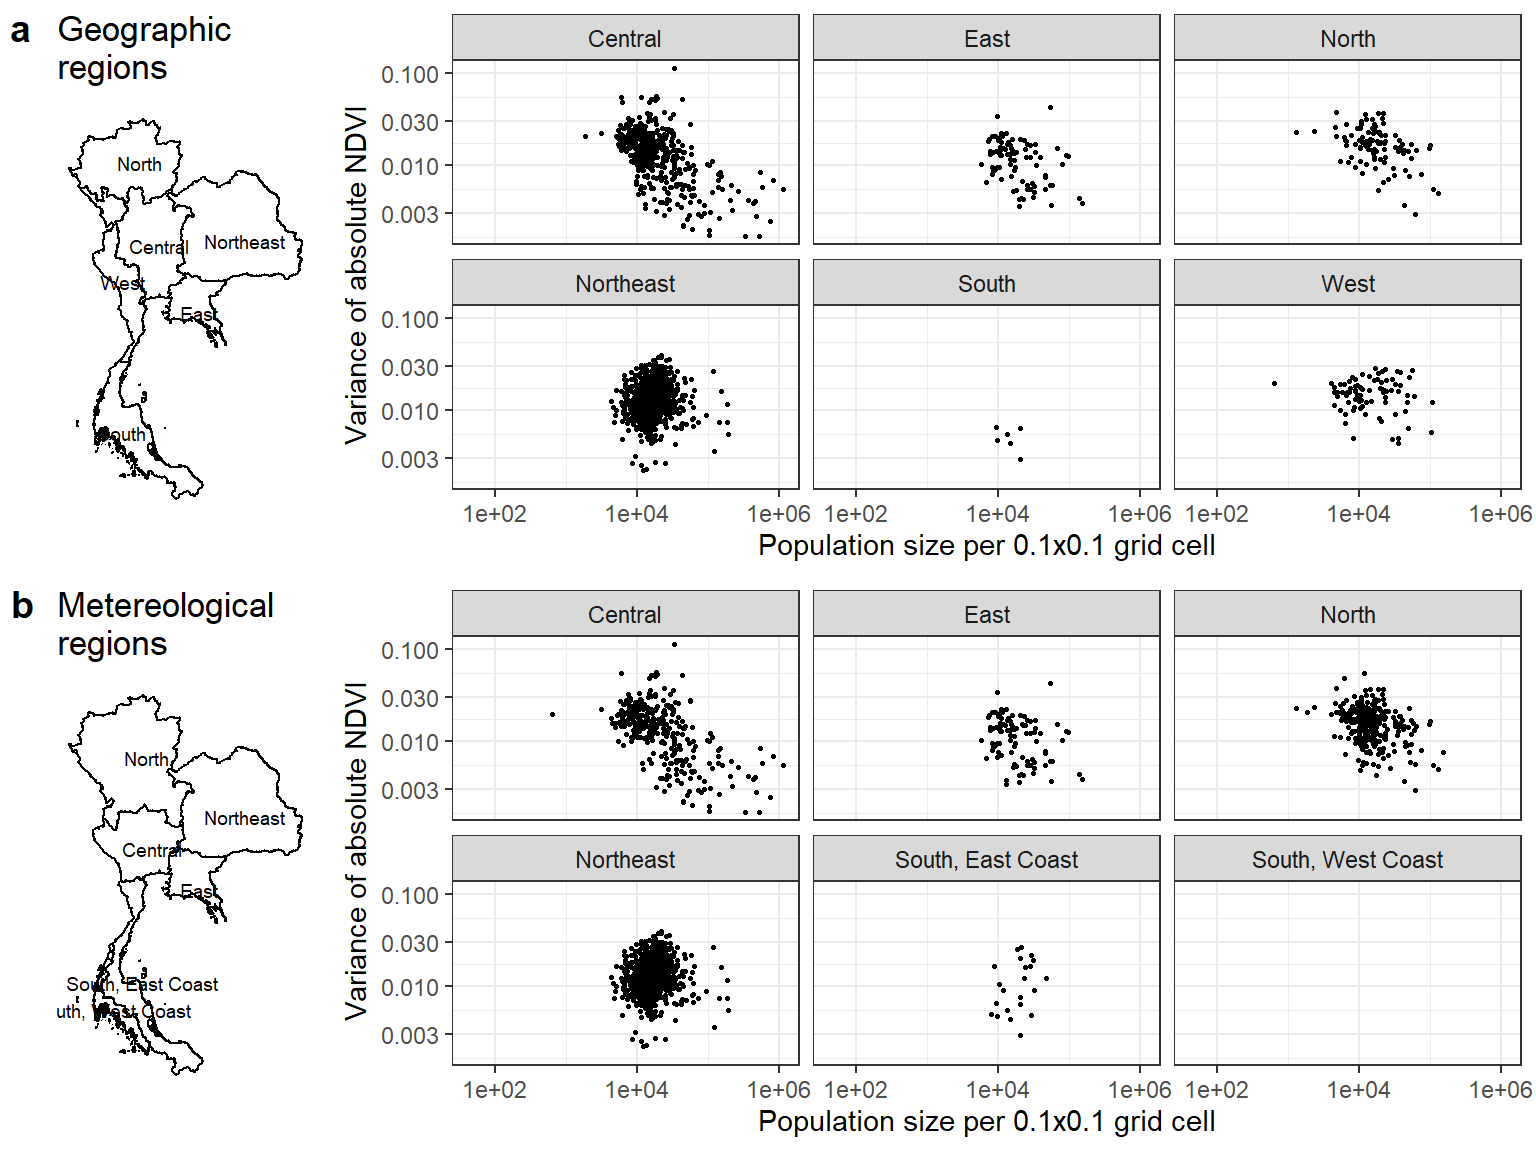 a Geographic
regions
North
Central
Northeast
West
East
South
Variance of absolute NDVI
Central
East
North
0.100
0.030
0.010
0.003
Northeast
South
West
0.100
0.030
0.010
0.003
1e+02 1e+04 1e+06 1e+02 1e+04 1e+06 1e+02 1e+04 1e+06
Population size per 0.1x0.1 grid cell
b Metereological
regions
North
Northeast
Central
East
South, East Coast
uth, West Coast
Variance of absolute NDVI
Central
East
North
0.100
0.030
0.010
0.003
Northeast
South, East Coast
South, West Coast
0.100
0.030
0.010
0.003
1e+02 1e+04 1e+06 1e+02 1e+04 1e+06 1e+02 1e+04 1e+06
Population size per 0.1x0.1 grid cell